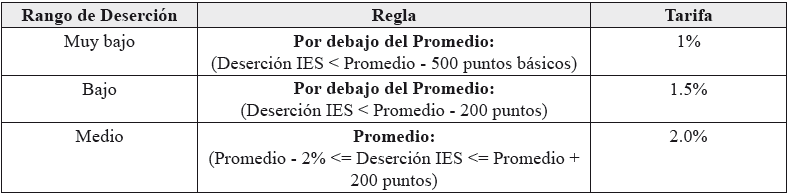 Rango de Deserción Regla Tarifa
Muy bajo Por debajo del Promedio: 1%
(Deserción IES < Promedio - 500 puntos básicos)
Bajo Por debajo del Promedio: 1.5%
(Deserción IES < Promedio - 200 puntos)
Medio Promedio: 2.0%
(Promedio - 2% <= Deserción IES <= Promedio +
200 puntos)